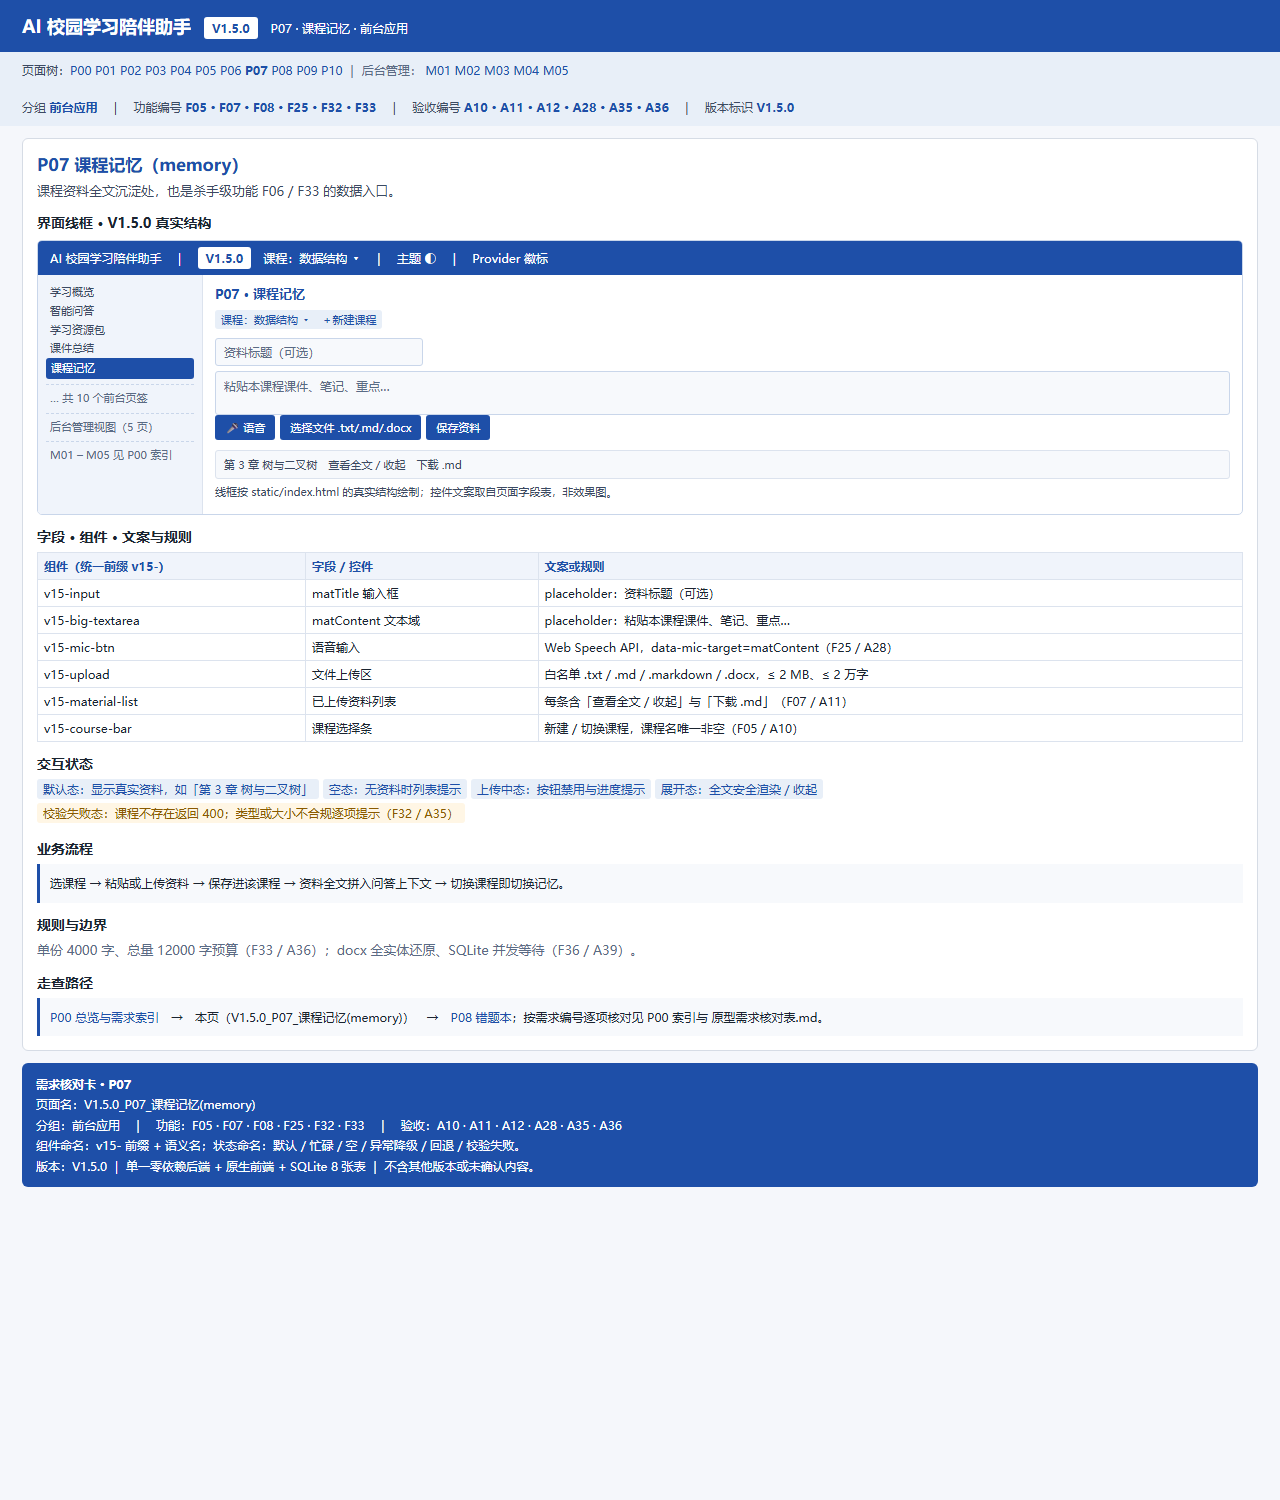 AI 校园学习陪伴助手 V1.5.0 P07 · 课程记忆 · 前台应用
页面树：P00 P01 P02 P03 P04 P05 P06 P07 P08 P09 P10 | 后台管理： M01 M02 M03 M04 M05
分组 前台应用 | 功能编号 F05 • F07 • F08 • F25 • F32 • F33 | 验收编号 A10 • A11 • A12 • A28 • A35 • A36 | 版本标识 V1.5.0
P07 课程记忆（memory）
课程资料全文沉淀处，也是杀手级功能 F06 / F33 的数据入口。
界面线框 • V1.5.0 真实结构
AI 校园学习陪伴助手 | V1.5.0 课程：数据结构 ▾ | 主题 ◐ | Provider 徽标
学习概览
智能问答
学习资源包
课件总结
课程记忆
... 共 10 个前台页签
后台管理视图（5 页）
M01 – M05 见 P00 索引
P07 • 课程记忆
课程：数据结构 ▾ + 新建课程
资料标题（可选）
粘贴本课程课件、笔记、重点...
🎤 语音 选择文件 .txt/.md/.docx 保存资料
第 3 章 树与二叉树 查看全文 / 收起 下载 .md
线框按 static/index.html 的真实结构绘制；控件文案取自页面字段表，非效果图。
字段 • 组件 • 文案与规则
组件（统一前缀 v15-） 字段 / 控件 文案或规则
v15-input matTitle 输入框 placeholder：资料标题（可选）
v15-big-textarea matContent 文本域 placeholder：粘贴本课程课件、笔记、重点...
v15-mic-btn 语音输入 Web Speech API，data-mic-target=matContent（F25 / A28）
v15-upload 文件上传区 白名单 .txt / .md / .markdown / .docx，≤ 2 MB、≤ 2 万字
v15-material-list 已上传资料列表 每条含「查看全文 / 收起」与「下载 .md」（F07 / A11）
v15-course-bar 课程选择条 新建 / 切换课程，课程名唯一非空（F05 / A10）
交互状态
默认态：显示真实资料，如「第 3 章 树与二叉树」 空态：无资料时列表提示 上传中态：按钮禁用与进度提示 展开态：全文安全渲染 / 收起
校验失败态：课程不存在返回 400；类型或大小不合规逐项提示（F32 / A35）
业务流程
选课程 → 粘贴或上传资料 → 保存进该课程 → 资料全文拼入问答上下文 → 切换课程即切换记忆。
规则与边界
单份 4000 字、总量 12000 字预算（F33 / A36）；docx 全实体还原、SQLite 并发等待（F36 / A39）。
走查路径
P00 总览与需求索引 → 本页（V1.5.0_P07_课程记忆(memory)） → P08 错题本；按需求编号逐项核对见 P00 索引与 原型需求核对表.md。
需求核对卡 • P07
页面名：V1.5.0_P07_课程记忆(memory)
分组：前台应用 | 功能：F05 · F07 · F08 · F25 · F32 · F33 | 验收：A10 · A11 · A12 · A28 · A35 · A36
组件命名：v15- 前缀 + 语义名；状态命名：默认 / 忙碌 / 空 / 异常降级 / 回退 / 校验失败。
版本：V1.5.0 | 单一零依赖后端 + 原生前端 + SQLite 8 张表 | 不含其他版本或未确认内容。